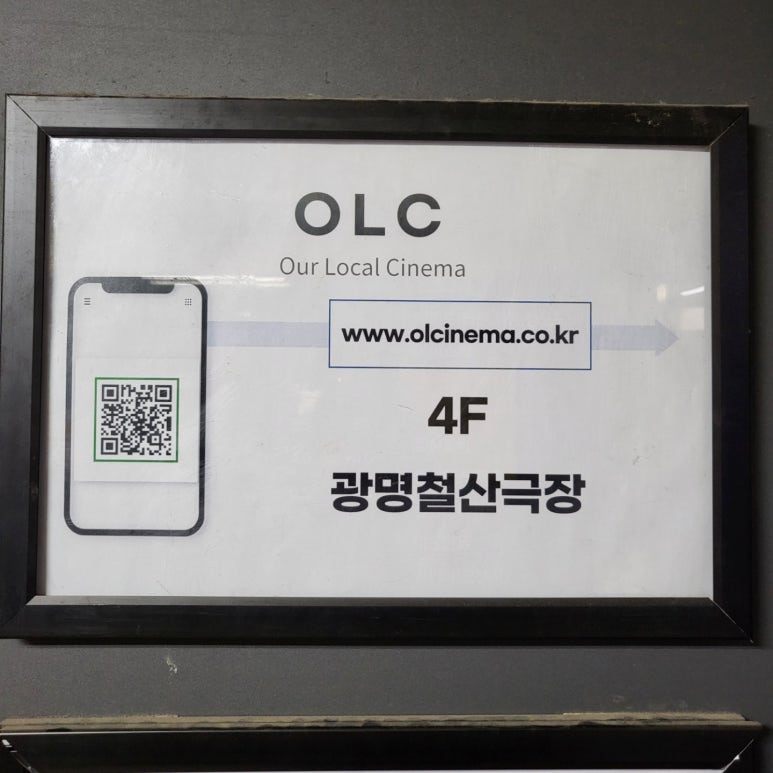 OLC
Our Local Cinema
www.olcinema.co.kr
4F
광명철산극장